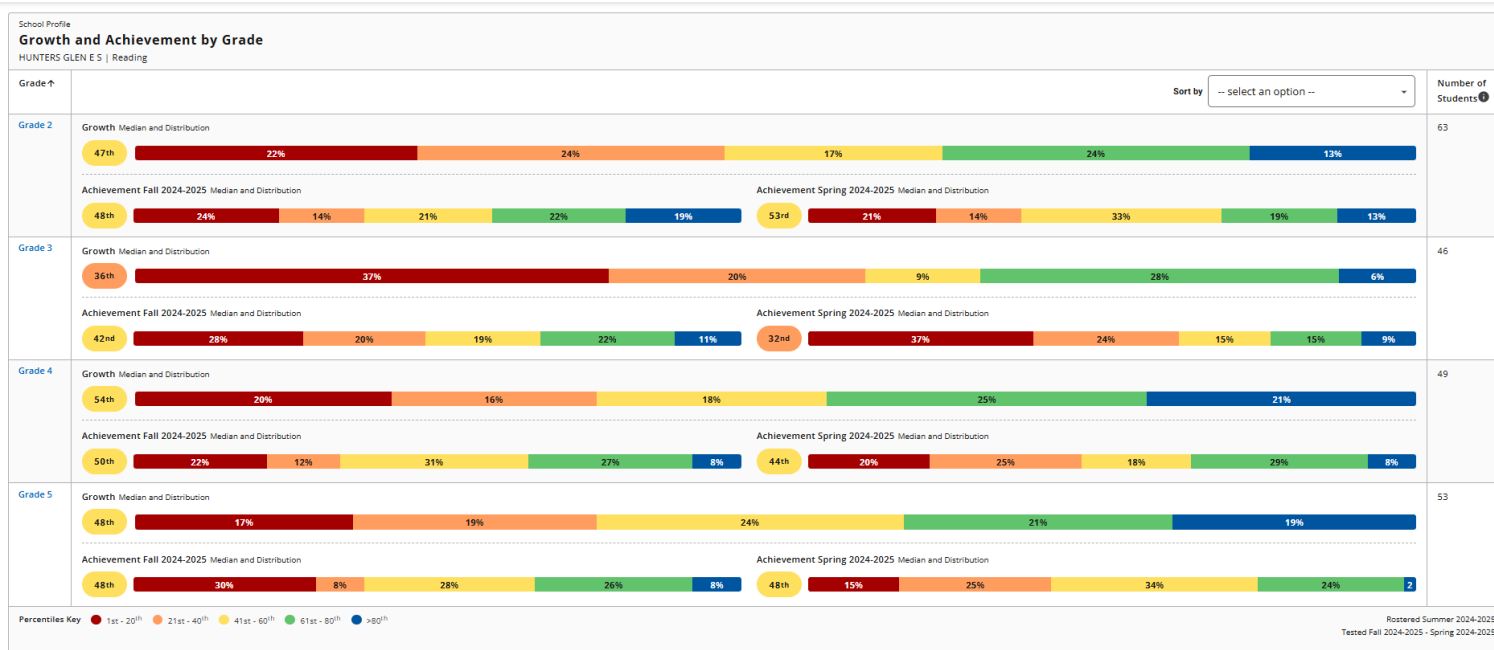 School Profile
Growth and Achievement by Grade
HUNTERS GLEN E S | Reading
Grade↑
Sort by -- select an option --
Number of
Students
Grade 2
Growth Median and Distribution
63
47th 22% 24% 17% 24% 13%
Achievement Fall 2024-2025 Median and Distribution
Achievement Spring 2024-2025 Median and Distribution
48th 24% 14% 21% 22% 19%
53rd 21% 14% 33% 19% 13%
Grade 3
Growth Median and Distribution
46
36th 37% 20% 9% 28% 6%
Achievement Fall 2024-2025 Median and Distribution
Achievement Spring 2024-2025 Median and Distribution
42nd 28% 20% 19% 22% 11%
32nd 37% 24% 15% 15% 9%
Grade 4
Growth Median and Distribution
49
54th 20% 16% 18% 25% 21%
Achievement Fall 2024-2025 Median and Distribution
Achievement Spring 2024-2025 Median and Distribution
50th 22% 12% 31% 27% 8%
44th 20% 25% 18% 29% 8%
Grade 5
Growth Median and Distribution
53
48th 17% 19% 24% 21% 19%
Achievement Fall 2024-2025 Median and Distribution
Achievement Spring 2024-2025 Median and Distribution
48th 30% 8% 28% 26% 8%
48th 15% 25% 34% 24% 2
Percentiles Key 1st - 20th 21st - 40th 41st - 60th 61st - 80th >80th
Rostered Summer 2024-2025
Tested Fall 2024-2025 - Spring 2024-2025